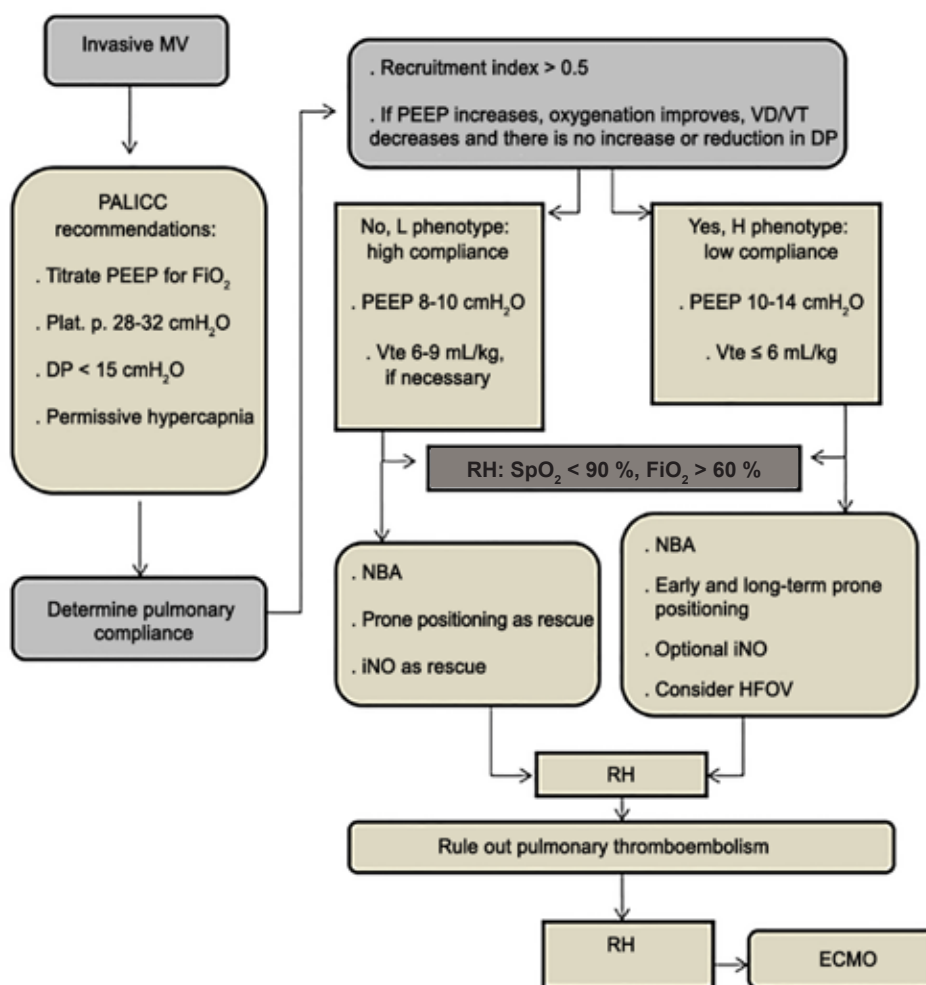 Invasive MV
PALICC
recommendations:
. Titrate PEEP for FiO₂
. Plat. p. 28-32 cmH₂O
. DP < 15 cmH₂O
. Permissive hypercapnia
Determine pulmonary
compliance
. Recruitment index > 0.5
. If PEEP increases, oxygenation improves, VD/VT
decreases and there is no increase or reduction in DP
No, L phenotype:
high compliance
. PEEP 8-10 cmH₂O
. Vte 6-9 mL/kg,
if necessary
Yes, H phenotype:
low compliance
. PEEP 10-14 cmH₂O
. Vte ≤ 6 mL/kg
RH: SpO₂ < 90 %, FiO₂ > 60 %
. NBA
. Prone positioning as rescue
. iNO as rescue
. NBA
. Early and long-term prone
positioning
. Optional iNO
. Consider HFOV
RH
Rule out pulmonary thromboembolism
RH
ECMO